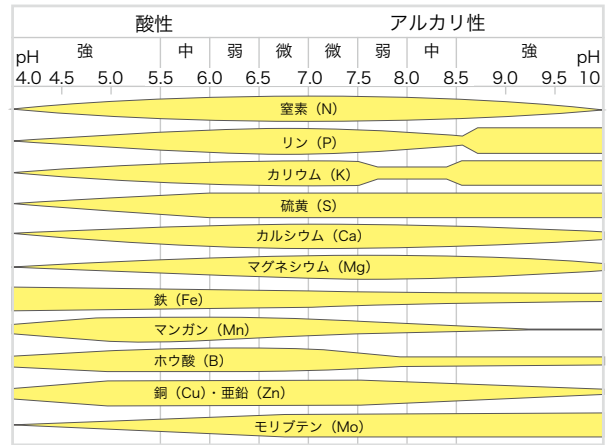 酸性 アルカリ性
強 中 弱 微 微 弱 中 強
pH pH
4.0 4.5 5.0 5.5 6.0 6.5 7.0 7.5 8.0 8.5 9.0 9.5 10
窒素（N）
リン（P）
カリウム（K）
硫黄（S）
カルシウム（Ca）
マグネシウム（Mg）
鉄（Fe）
マンガン（Mn）
ホウ酸（B）
銅（Cu）・亜鉛（Zn）
モリブテン（Mo）